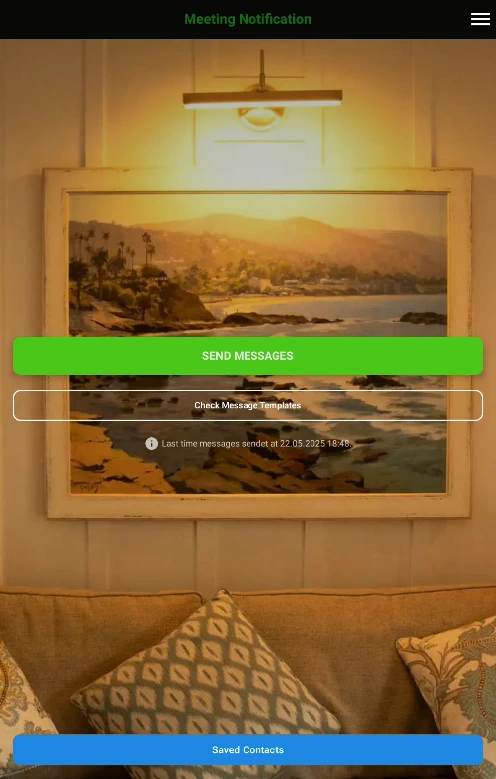 Meeting Notification
SEND MESSAGES
Check Message Templates
Last time messages sendet at 22.05.2025 18:48.
Saved Contacts